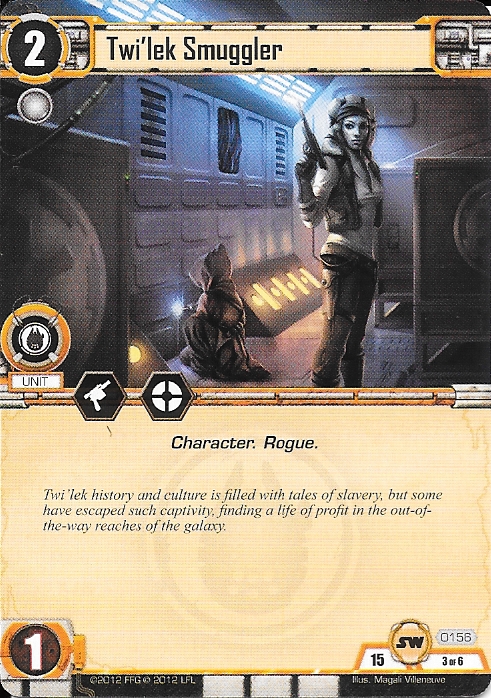 2
Twi'lek Smuggler
UNIT
Character. Rogue.
Twi'lek history and culture is filled with tales of slavery, but some
have escaped such captivity, finding a life of profit in the out-of-
the-way reaches of the galaxy.
1
SW
0156
15
3 OF 6
©2012 FFG © 2012 LFL
Illus. Magali Villeneuve